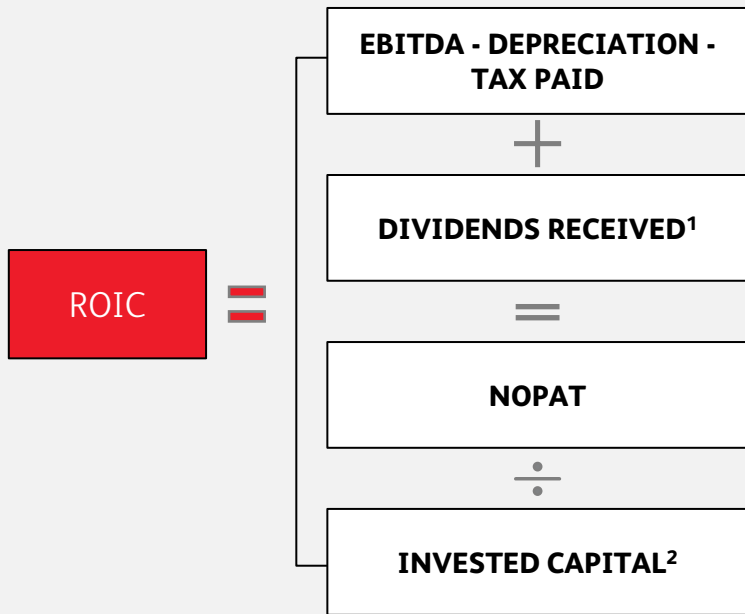 EBITDA - DEPRECIATION -
TAX PAID
+
DIVIDENDS RECEIVED¹
ROIC
=
=
NOPAT
÷
INVESTED CAPITAL²